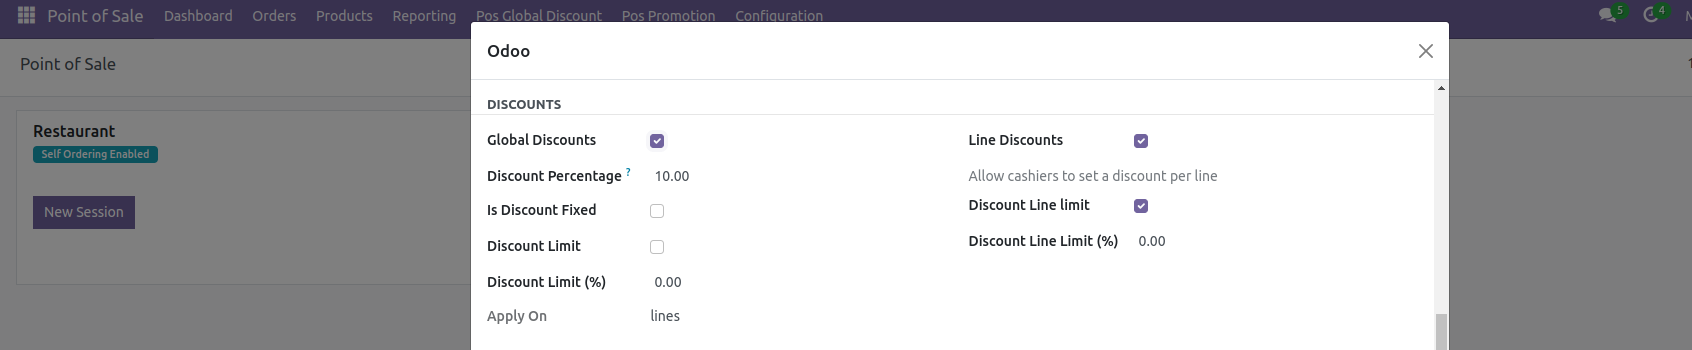 Point of Sale Dashboard Orders Products Reporting Pos Global Discount Pos Promotion Configuration 5 4
Odoo
Point of Sale
DISCOUNTS
Restaurant
Self Ordering Enabled
Global Discounts
Line Discounts
Discount Percentage ? 10.00
Allow cashiers to set a discount per line
New Session
Is Discount Fixed
Discount Line limit
Discount Limit
Discount Line Limit (%) 0.00
Discount Limit (%) 0.00
Apply On lines